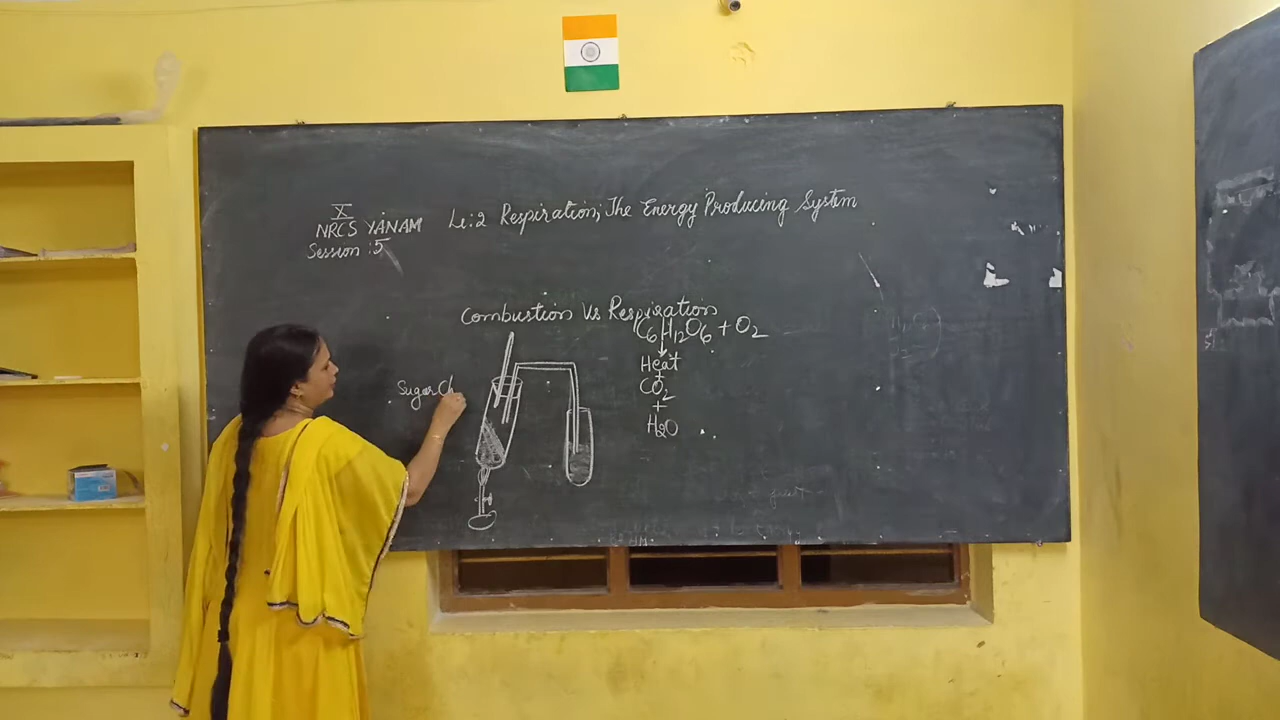 X
NRCS YANAM Le:2 Respiration; The Energy Producing System
Session :5
Combustion Vs Respiration
C6H12O6 + O2
Heat
+
CO2
+
H2O
Sugar Ch